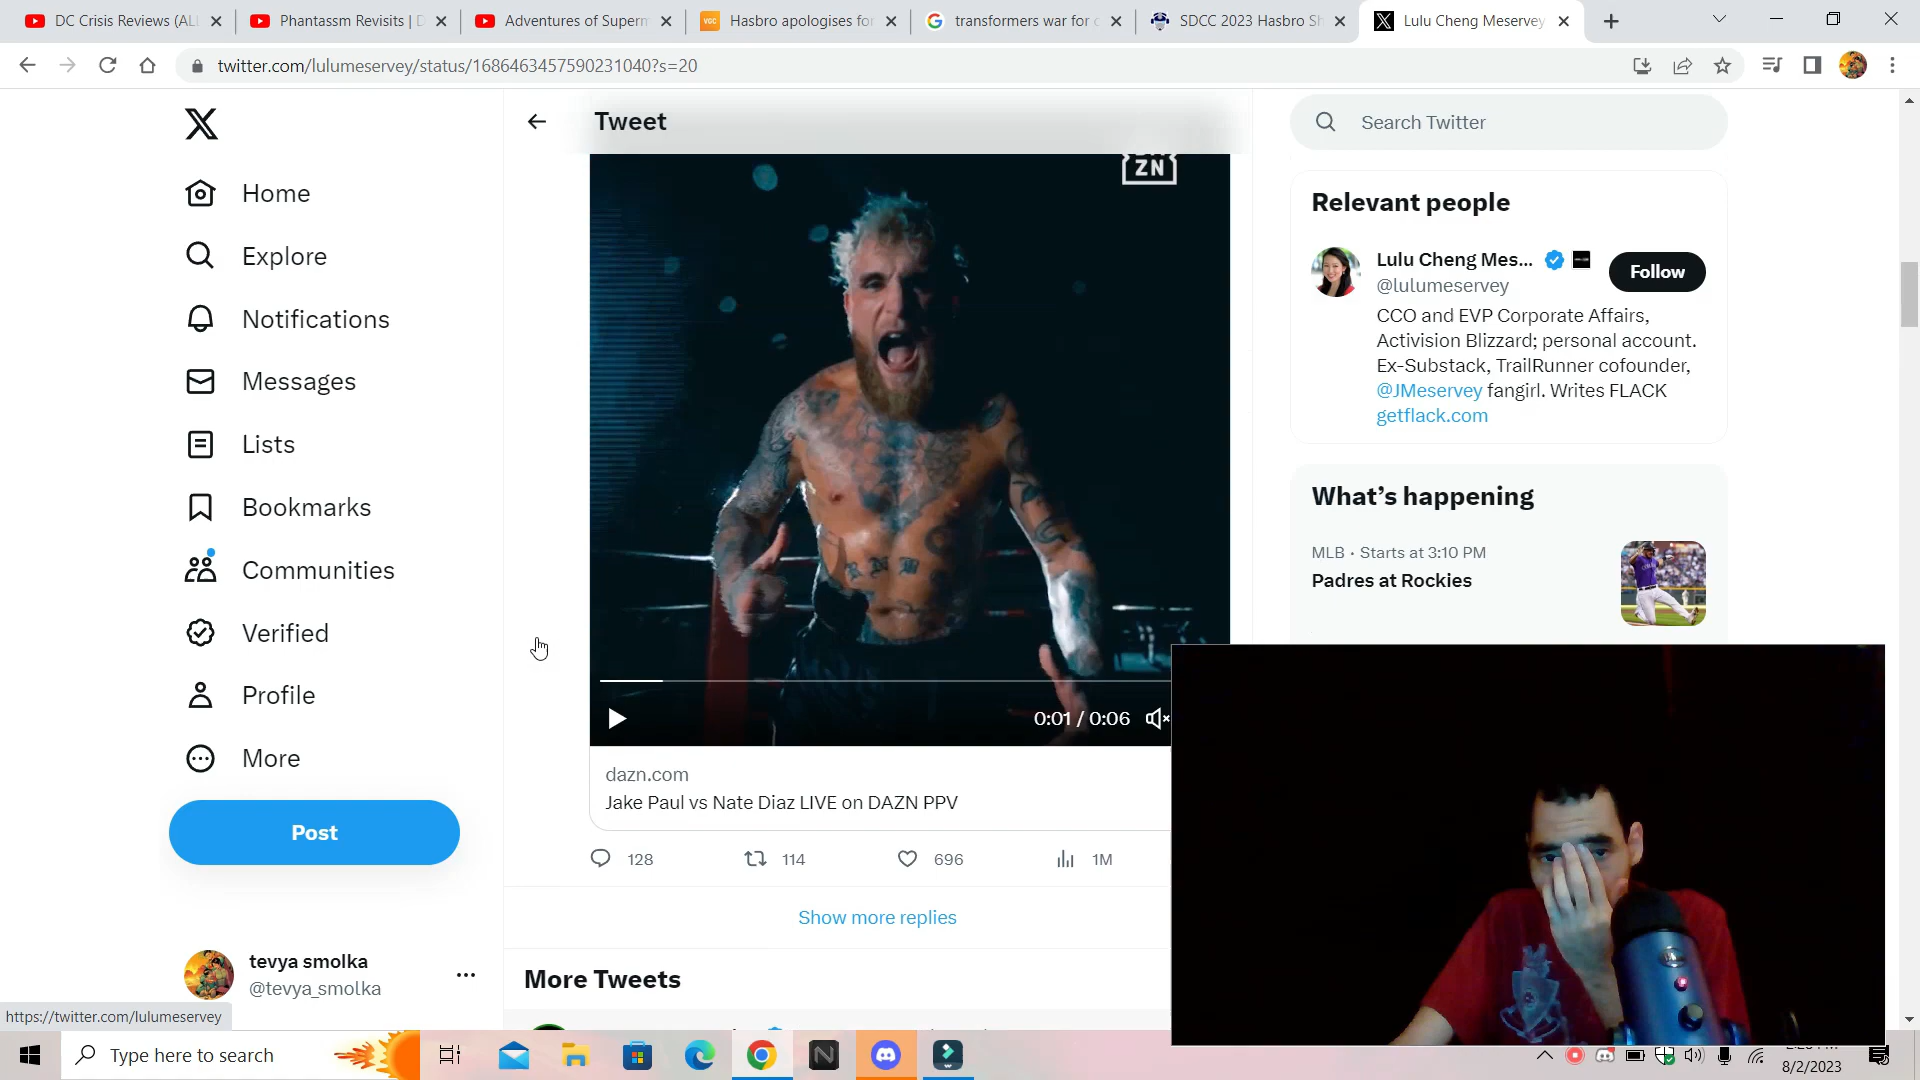 DC Crisis Reviews (ALL
Phantassm Revisits | D
Adventures of Superm
VGC
Hasbro apologises for
transformers war for c
SDCC 2023 Hasbro Sh
Lulu Cheng Meservey
twitter.com/lulumeservey/status/1686463457590231040?s=20
Home
Explore
Notifications
Messages
Lists
Bookmarks
Communities
Verified
Profile
More
Post
tevya smolka
@tevya_smolka
https://twitter.com/lulumeservey
Tweet
ZN
0:01 / 0:06
dazn.com
Jake Paul vs Nate Diaz LIVE on DAZN PPV
128 114 696 1M
Show more replies
More Tweets
Search Twitter
Relevant people
Lulu Cheng Mes...
@lulumeservey
Follow
CCO and EVP Corporate Affairs,
Activision Blizzard; personal account.
Ex-Substack, TrailRunner cofounder,
@JMeservey fangirl. Writes FLACK
getflack.com
What's happening
MLB · Starts at 3:10 PM
Padres at Rockies
Type here to search
8/2/2023